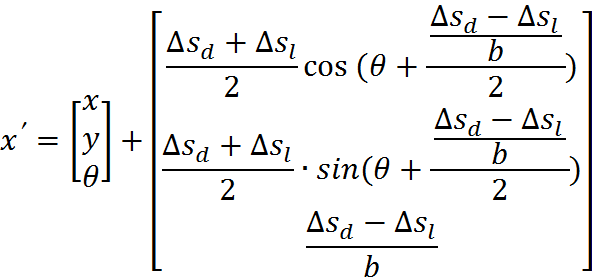 x′ = [x y θ] + [(Δs_d + Δs_l)/2 cos (θ + ((Δs_d − Δs_l)/b)/2)
(Δs_d + Δs_l)/2 · sin(θ + ((Δs_d − Δs_l)/b)/2)
(Δs_d − Δs_l)/b]